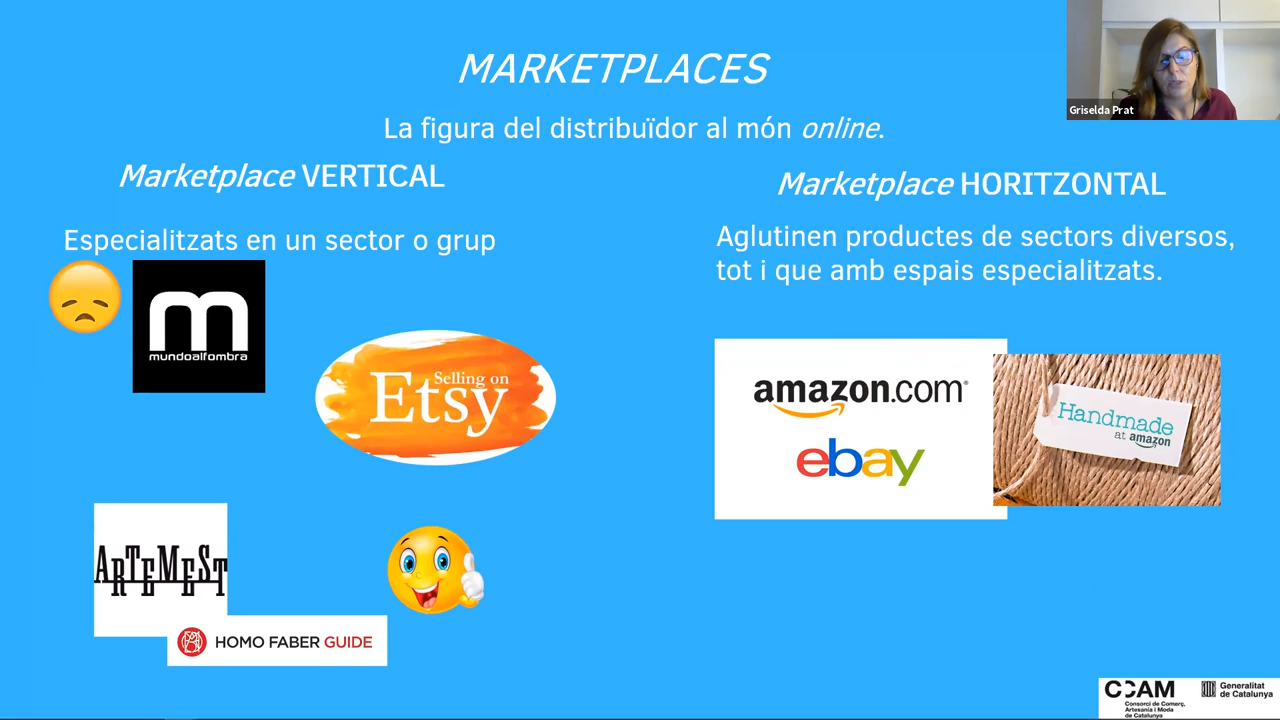 MARKETPLACES
Griselda Prat
La figura del distribuïdor al món online.
Marketplace VERTICAL
Especialitzats en un sector o grup
mundoalfombra
Selling on
Etsy
ARTEMEST
HOMO FABER GUIDE
Marketplace HORITZONTAL
Aglutinen productes de sectors diversos,
tot i que amb espais especialitzats.
amazon.com®
ebay
Handmade
at amazon
CCAM
Consorci de Comerç,
Artesania i Moda
de Catalunya
Generalitat
de Catalunya